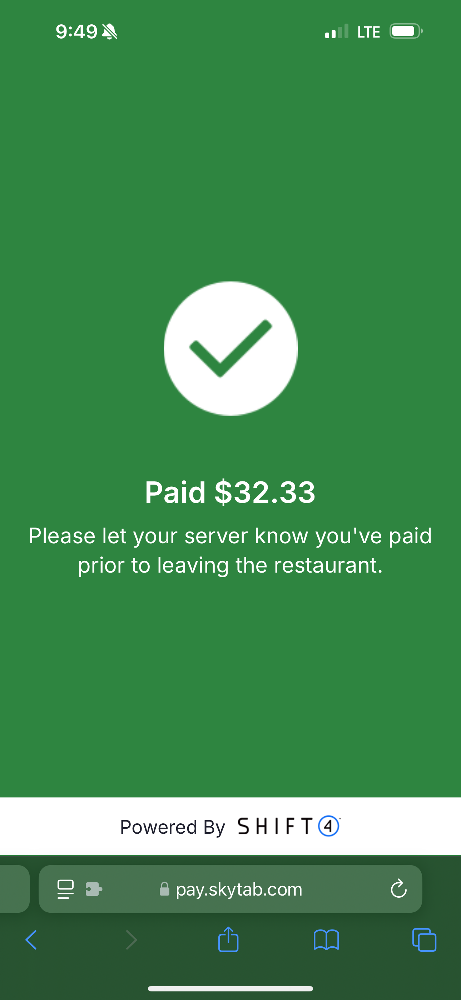 9:49 LTE
Paid $32.33
Please let your server know you've paid
prior to leaving the restaurant.
Powered By SHIFT4™
pay.skytab.com